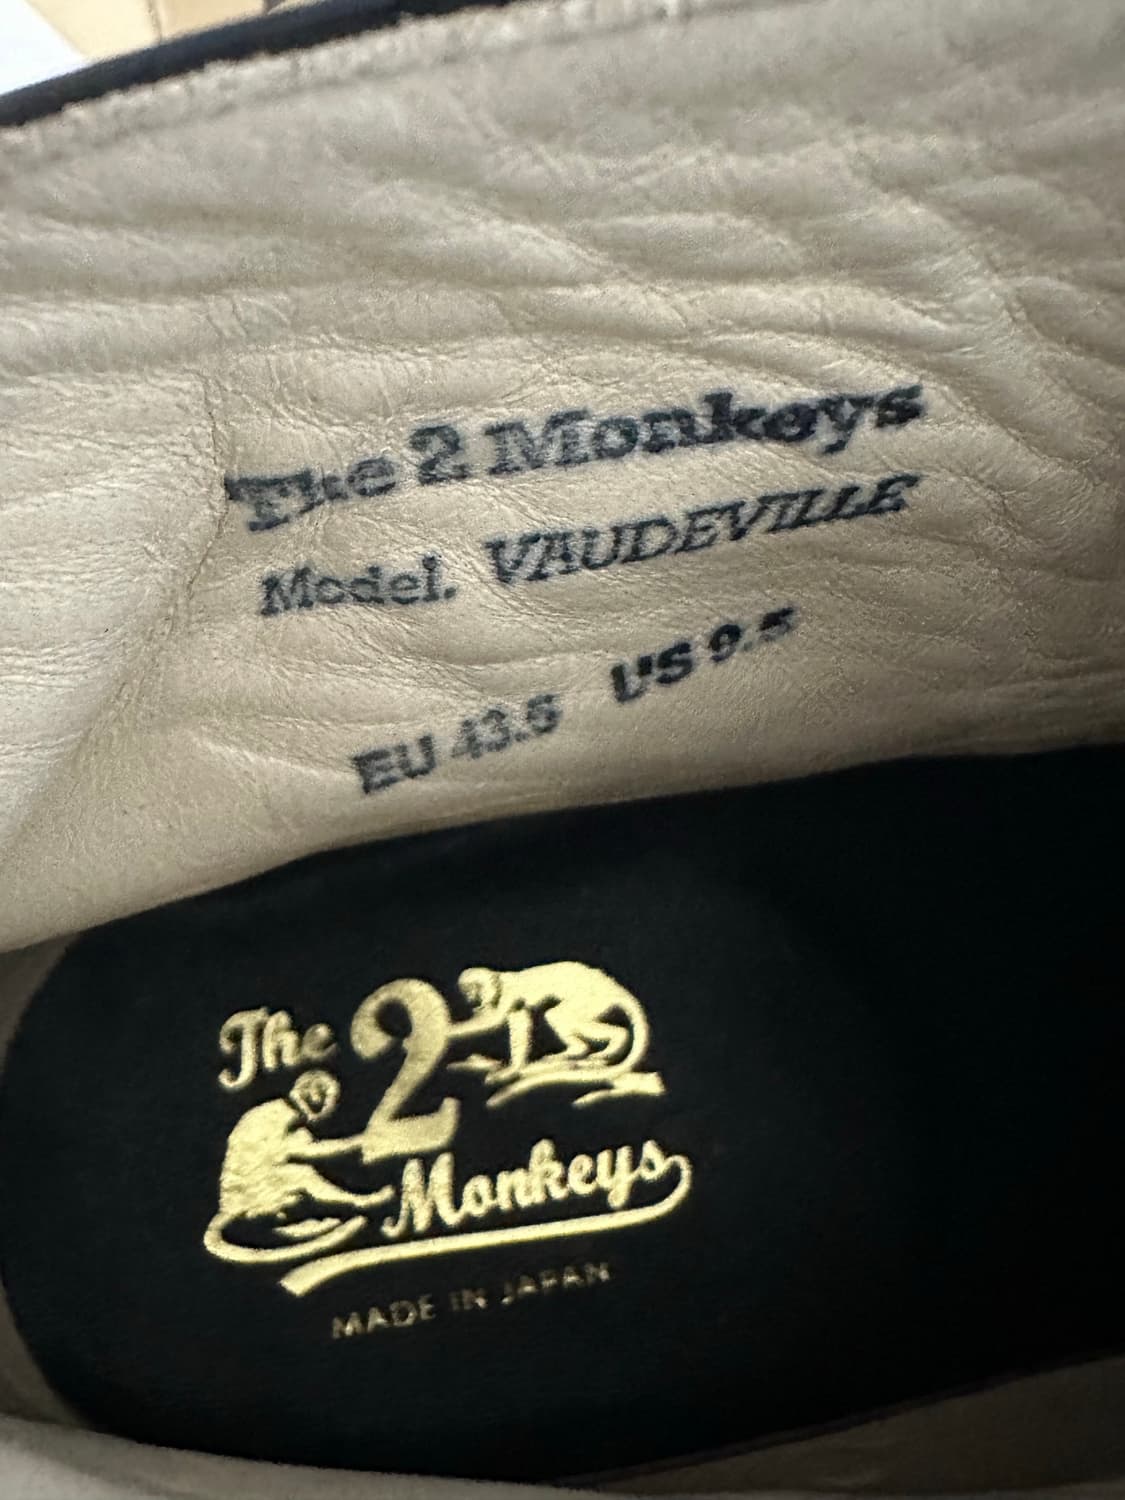 The 2 Monkeys
Model. VAUDEVILLE
EU 43.5 US 9.5
The 2
Monkeys
MADE IN JAPAN